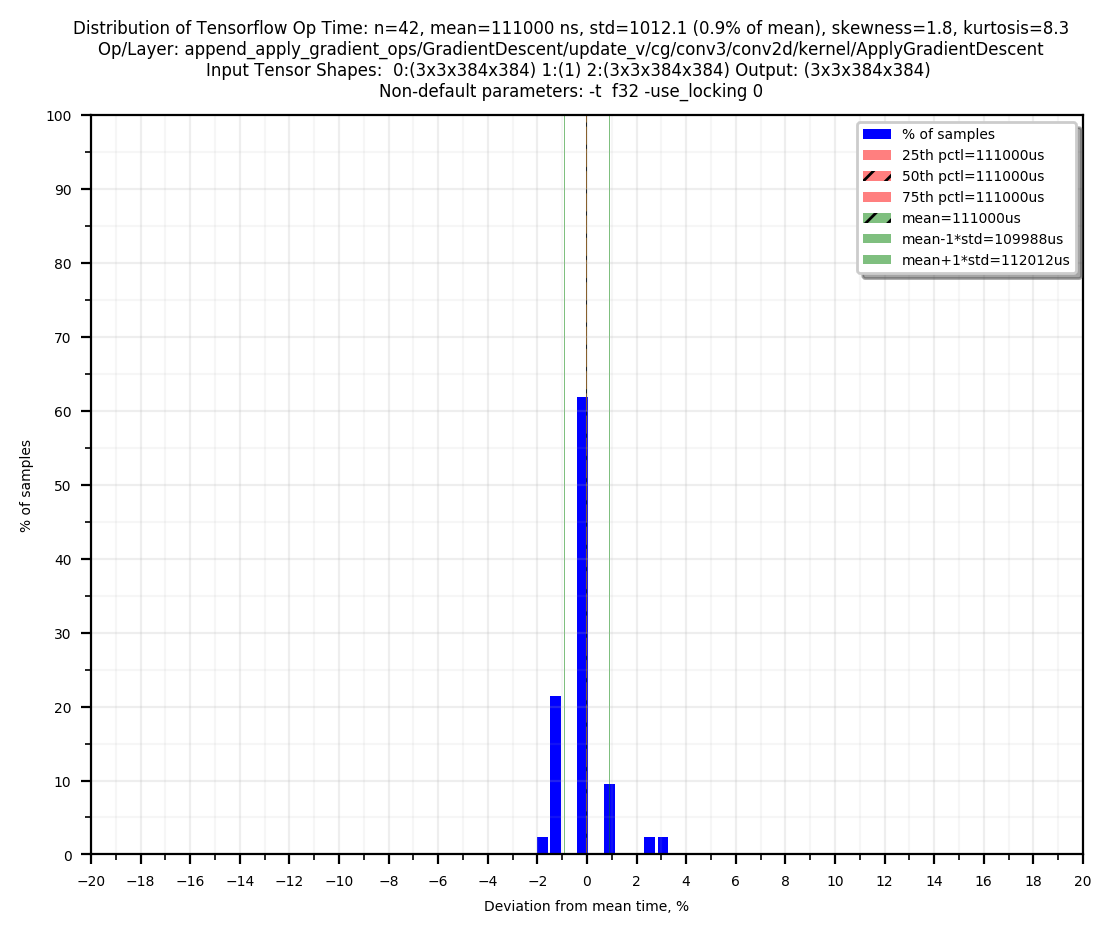 Distribution of Tensorflow Op Time: n=42, mean=111000 ns, std=1012.1 (0.9% of mean), skewness=1.8, kurtosis=8.3
Op/Layer: append_apply_gradient_ops/GradientDescent/update_v/cg/conv3/conv2d/kernel/ApplyGradientDescent
Input Tensor Shapes:  0:(3x3x384x384) 1:(1) 2:(3x3x384x384) Output: (3x3x384x384)
Non-default parameters: -t  f32 -use_locking 0
100
90
80
70
60
50
40
30
20
10
0
% of samples
% of samples
25th pctl=111000us
50th pctl=111000us
75th pctl=111000us
mean=111000us
mean-1*std=109988us
mean+1*std=112012us
−20 −18 −16 −14 −12 −10 −8 −6 −4 −2 0 2 4 6 8 10 12 14 16 18 20
Deviation from mean time, %